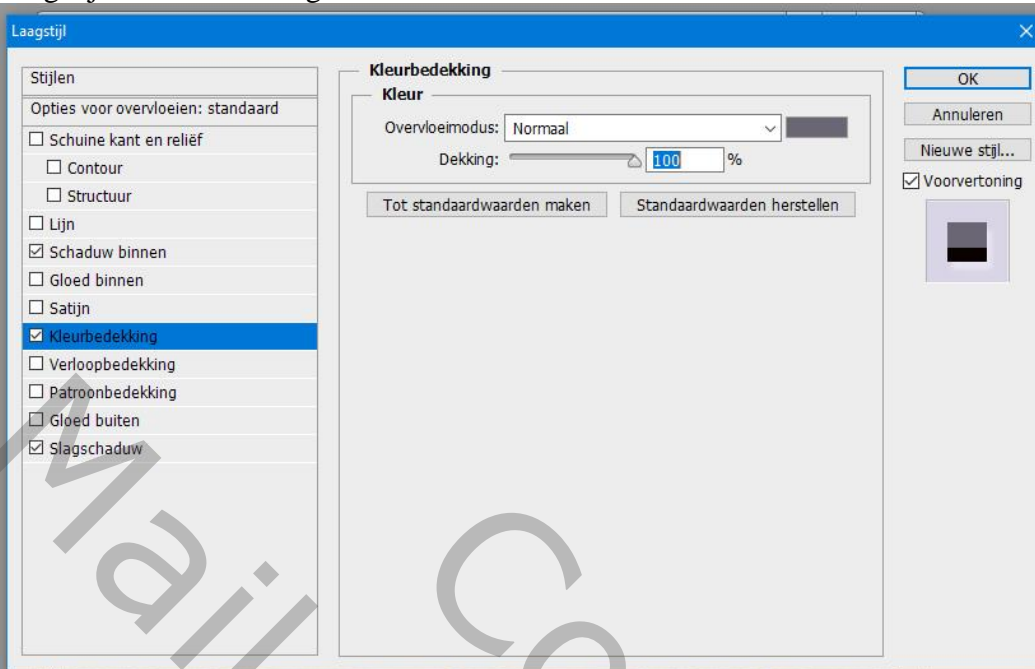 Laagstijl
Stijlen
Opties voor overvloeien: standaard
Schuine kant en reliëf
Contour
Structuur
Lijn
Schaduw binnen
Gloed binnen
Satijn
Kleurbedekking
Verloopbedekking
Patroonbedekking
Gloed buiten
Slagschaduw
Kleurbedekking
Kleur
Overvloeimodus: Normaal
Dekking: 100 %
Tot standaardwaarden maken Standaardwaarden herstellen
OK
Annuleren
Nieuwe stijl...
Voorvertoning
Mail
Co